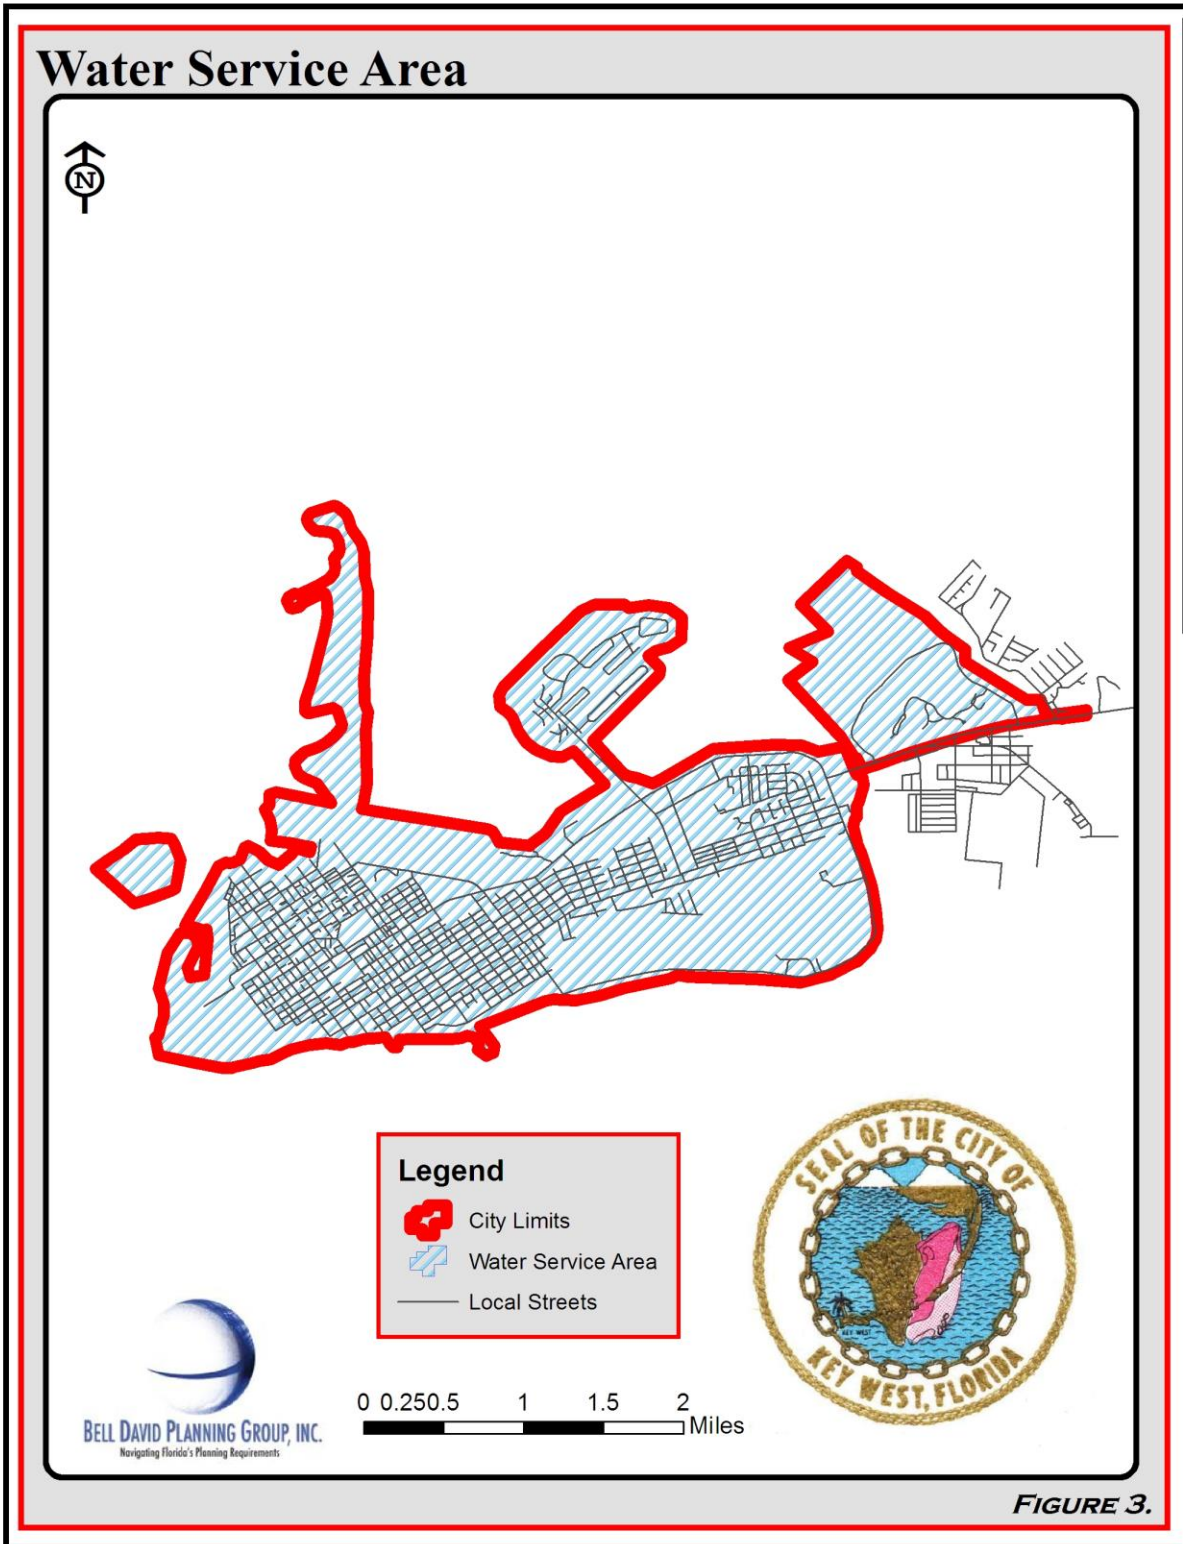 Water Service Area
N
Legend
City Limits
Water Service Area
Local Streets
SEAL OF THE CITY OF
KEY WEST
KEY WEST, FLORIDA
BELL DAVID PLANNING GROUP, INC.
Navigating Florida's Planning Requirements
0 0.250.5 1 1.5 2
Miles
FIGURE 3.